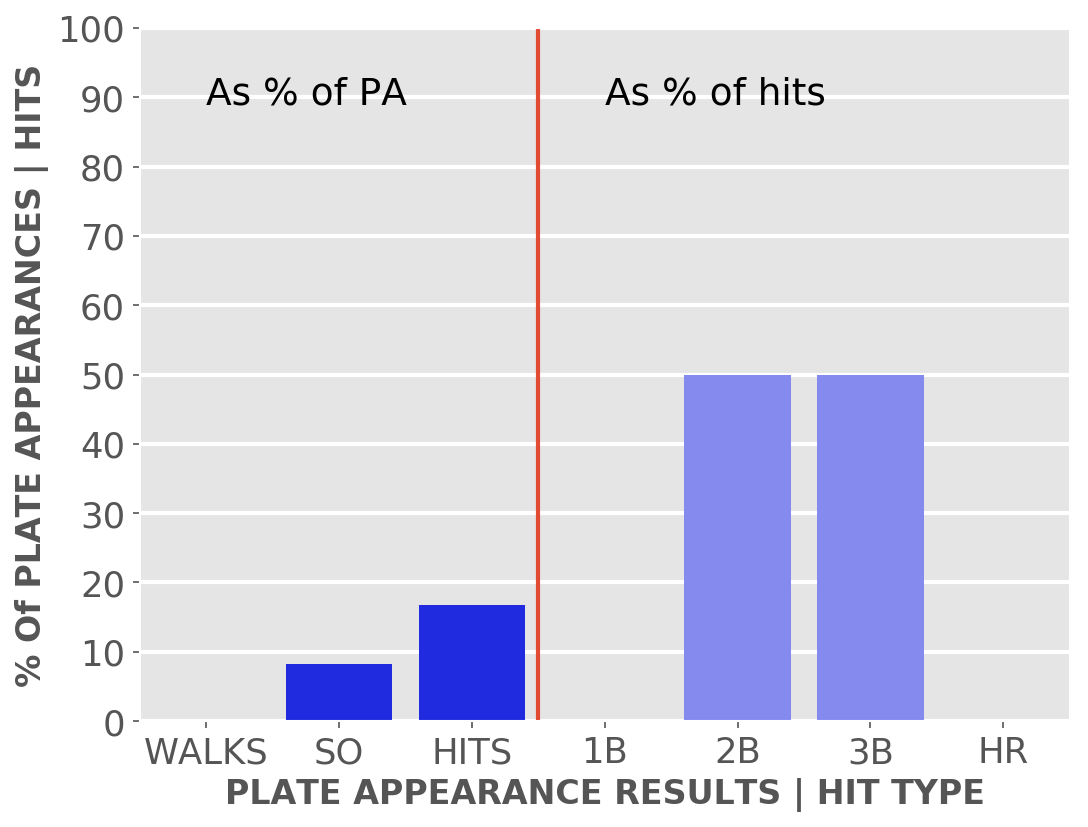 100
90
80
70
60
50
40
30
20
10
0
% Of PLATE APPEARANCES | HITS
As % of PA
As % of hits
WALKS SO HITS 1B 2B 3B HR
PLATE APPEARANCE RESULTS | HIT TYPE